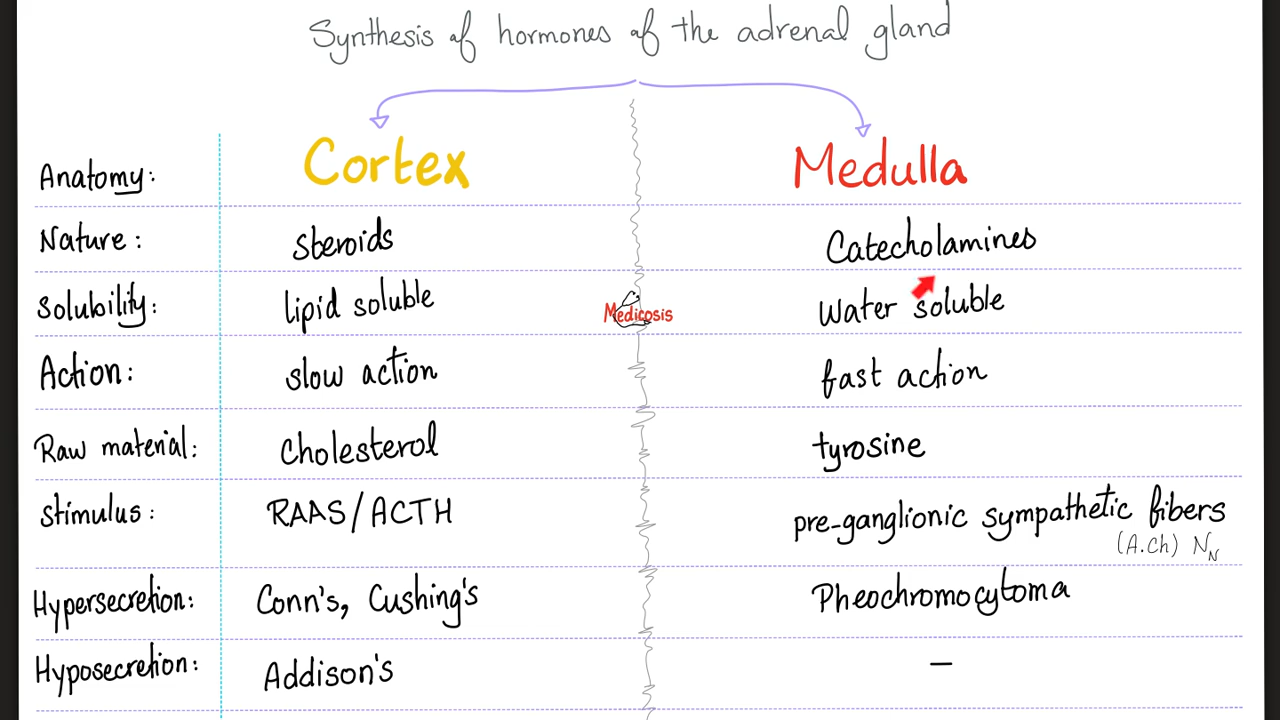 Synthesis of hormones of the adrenal gland
Anatomy: Cortex Medulla
Nature: Steroids Catecholamines
Solubility: lipid soluble Water soluble
Medicosis
Action: slow action fast action
Raw material: Cholesterol tyrosine
Stimulus: RAAS/ACTH pre-ganglionic sympathetic fibers
(A.ch) NN
Hypersecretion: Conn's, Cushing's Pheochromocytoma
Hyposecretion: Addison's –